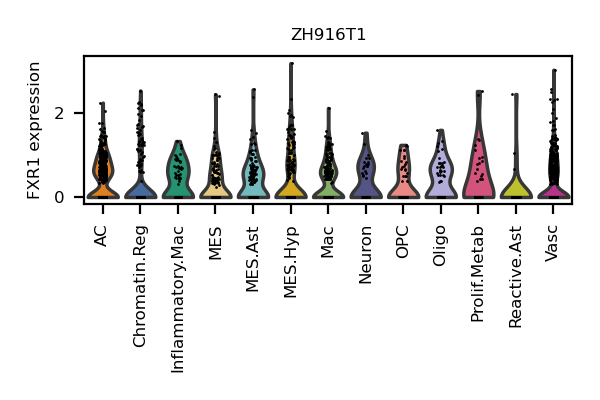 ZH916T1
FXR1 expression
2
0
AC
Chromatin.Reg
Inflammatory.Mac
MES
MES.Ast
MES.Hyp
Mac
Neuron
OPC
Oligo
Prolif.Metab
Reactive.Ast
Vasc